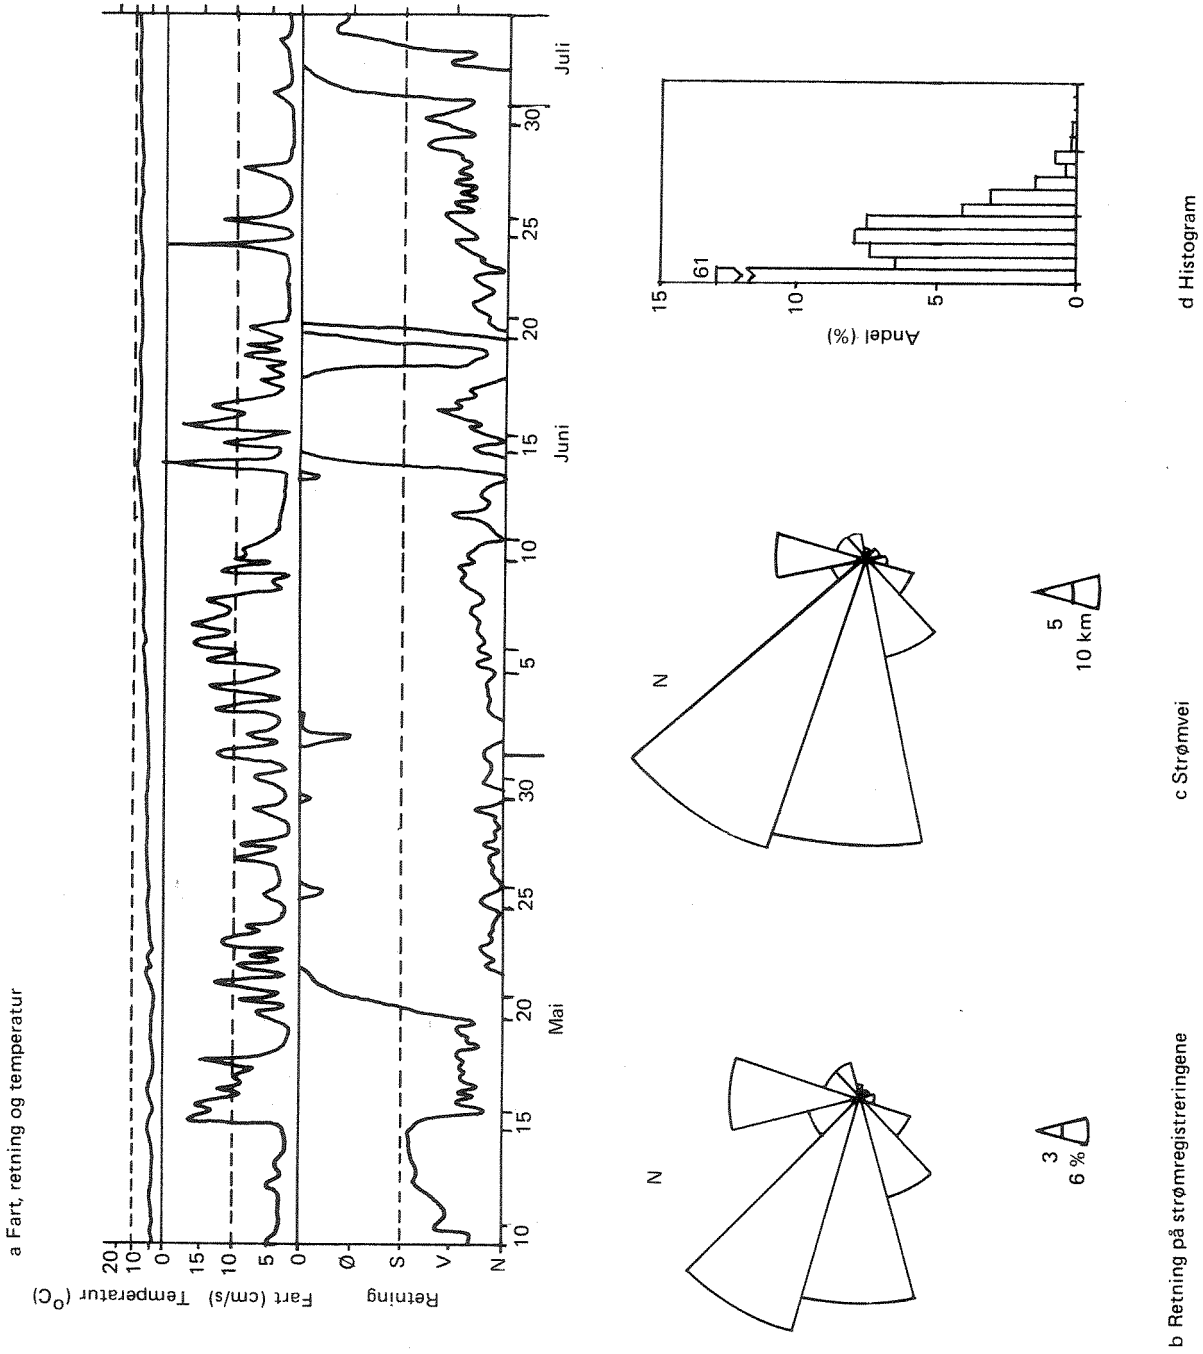 a Fart, retning og temperatur
Temperatur (°C)
20
10
0
Fart (cm/s)
15
10
5
0
Retning
Ø
S
V
N
10 15 20 25 30 5 10 15 20 25 30
Mai Juni Juli
b Retning på strømregistreringene
N
3
6 %
c Strømvei
N
5
10 km
d Histogram
Andel (%)
15
10
5
0
61